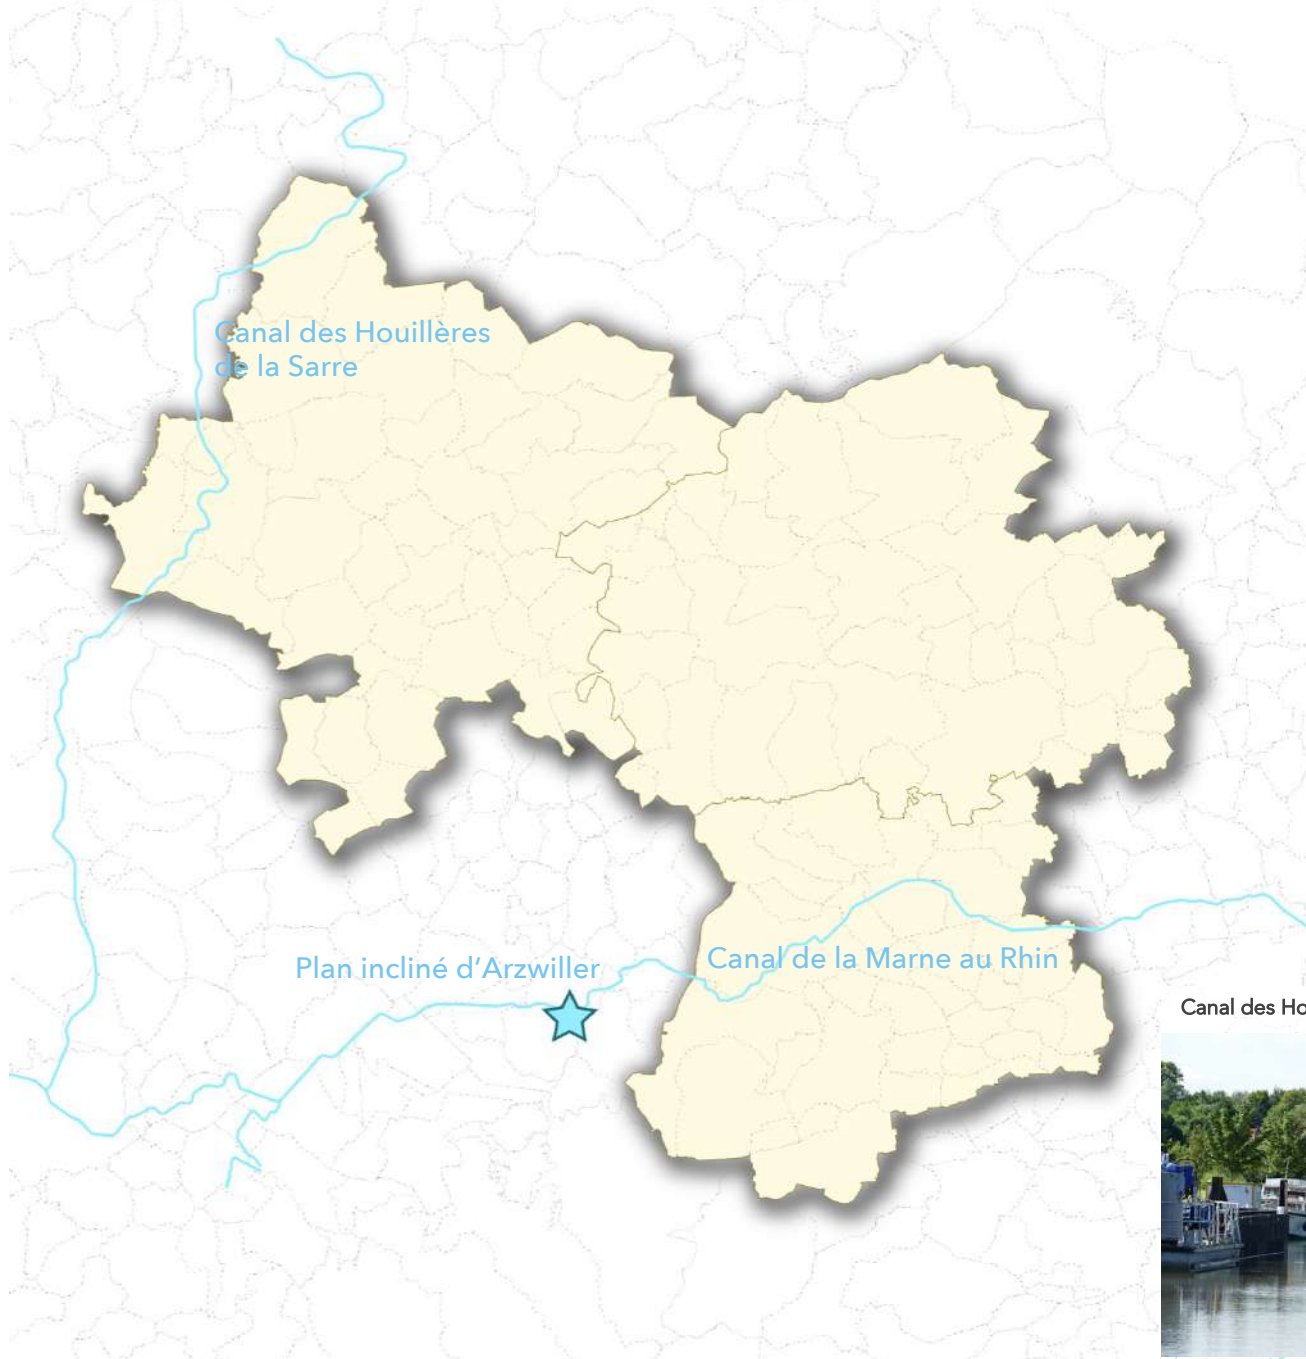 Canal des Houillères
de la Sarre
Plan incliné d'Arzwiller
Canal de la Marne au Rhin
Canal des Ho